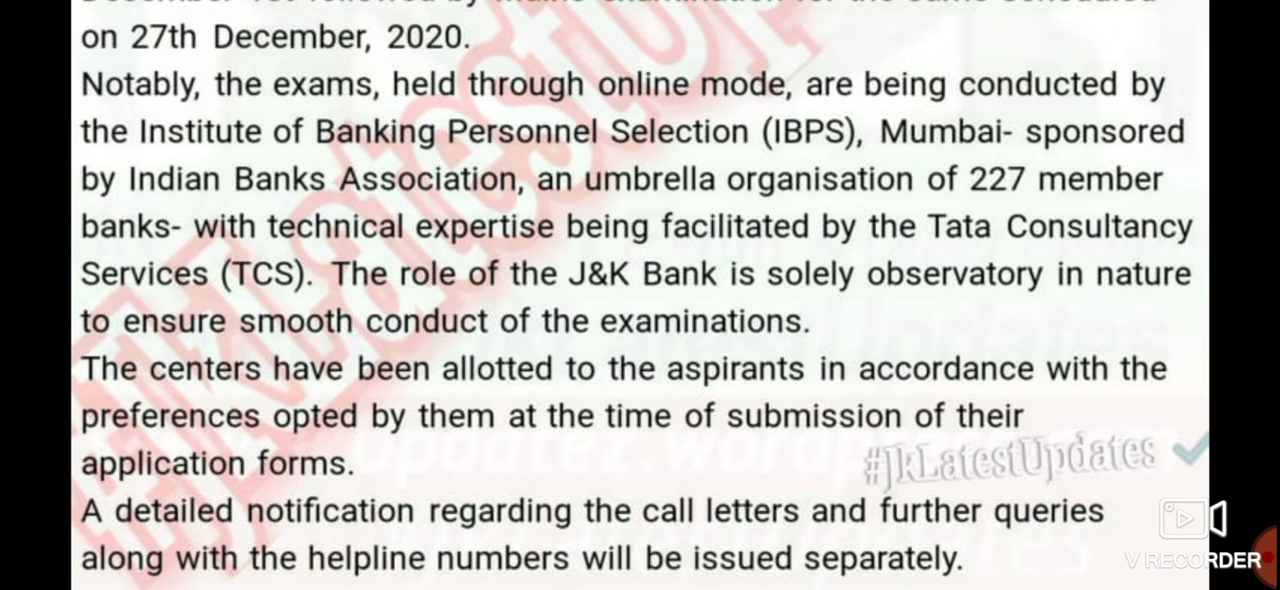 on 27th December, 2020.
Notably, the exams, held through online mode, are being conducted by
the Institute of Banking Personnel Selection (IBPS), Mumbai- sponsored
by Indian Banks Association, an umbrella organisation of 227 member
banks- with technical expertise being facilitated by the Tata Consultancy
Services (TCS). The role of the J&K Bank is solely observatory in nature
to ensure smooth conduct of the examinations.
The centers have been allotted to the aspirants in accordance with the
preferences opted by them at the time of submission of their
application forms.
#JkLatestUpdates
A detailed notification regarding the call letters and further queries
along with the helpline numbers will be issued separately.
V RECORDER